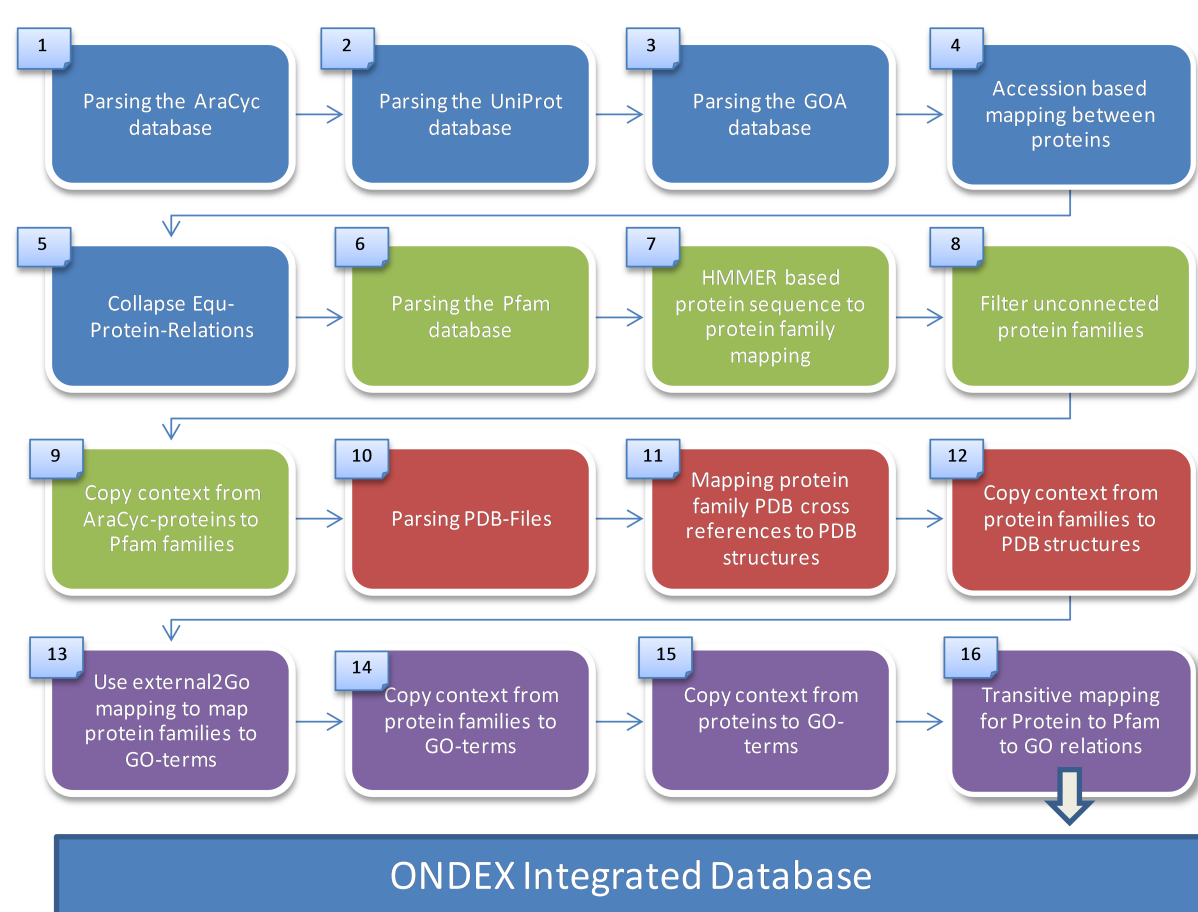 1
Parsing the AraCyc
database
2
Parsing the UniProt
database
3
Parsing the GOA
database
4
Accession based
mapping between
proteins
5
Collapse Equ-
Protein-Relations
6
Parsing the Pfam
database
7
HMMER based
protein sequence to
protein family
mapping
8
Filter unconnected
protein families
9
Copy context from
AraCyc-proteins to
Pfam families
10
Parsing PDB-Files
11
Mapping protein
family PDB cross
references to PDB
structures
12
Copy context from
protein families to
PDB structures
13
Use external2Go
mapping to map
protein families to
GO-terms
14
Copy context from
protein families to
GO-terms
15
Copy context from
proteins to GO-
terms
16
Transitive mapping
for Protein to Pfam
to GO relations
ONDEX Integrated Database